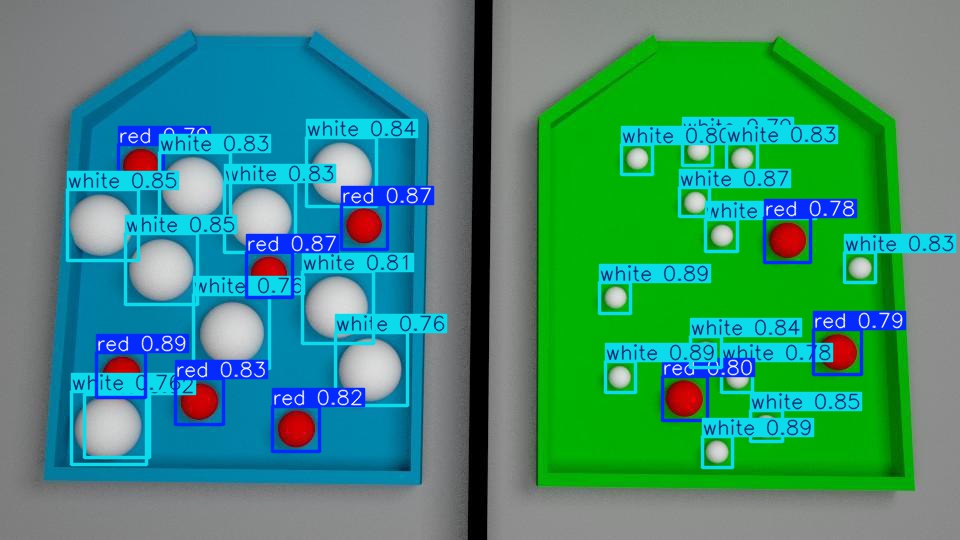 red 0.79
white 0.83
white 0.84
white 0.85
white 0.83
red 0.87
white 0.85
red 0.87
white 0.81
white 0.76
white 0.76
red 0.89
red 0.83
white 0.76
red 0.82
white 0.80
white 0.83
white 0.87
white
red 0.78
white 0.83
white 0.89
red 0.79
white 0.84
white 0.89
white 0.78
red 0.80
white 0.85
white 0.89